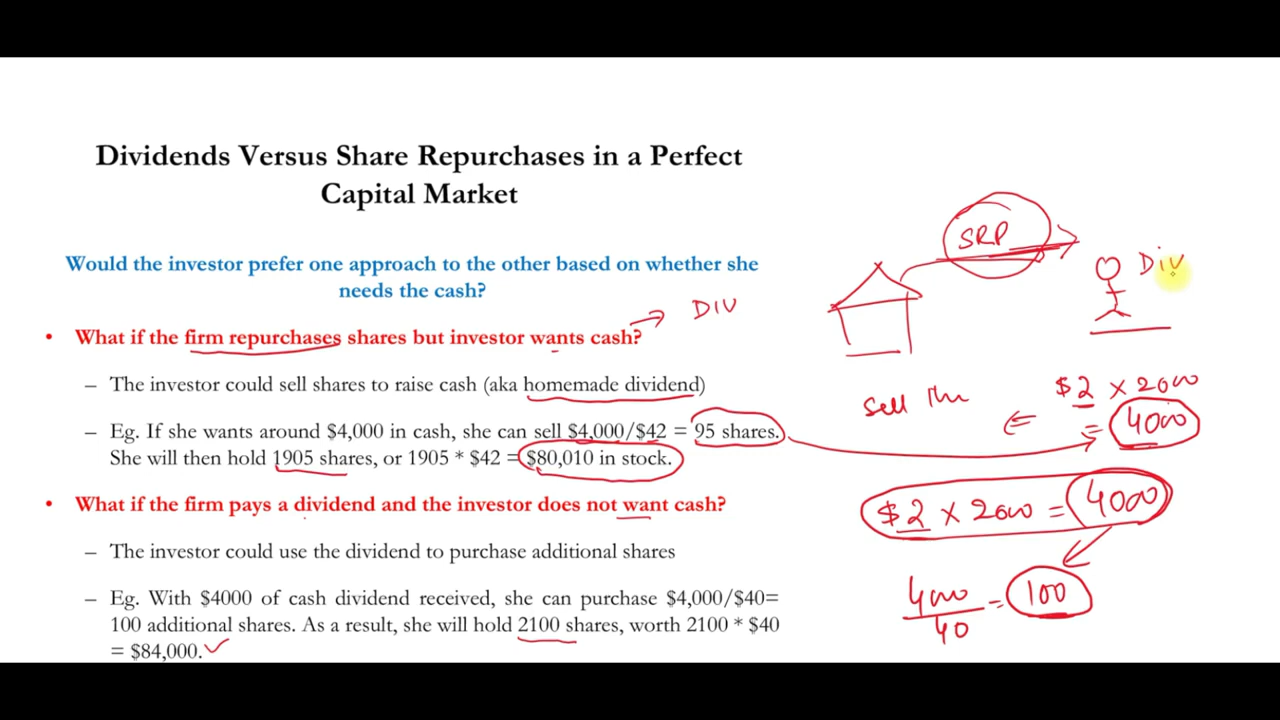 Dividends Versus Share Repurchases in a Perfect
Capital Market
Would the investor prefer one approach to the other based on whether she
needs the cash?
• What if the firm repurchases shares but investor wants cash? → DIV
– The investor could sell shares to raise cash (aka homemade dividend)
– Eg. If she wants around $4,000 in cash, she can sell $4,000/$42 = 95 shares.
She will then hold 1905 shares, or 1905 * $42 = $80,010 in stock.
• What if the firm pays a dividend and the investor does not want cash?
– The investor could use the dividend to purchase additional shares
– Eg. With $4000 of cash dividend received, she can purchase $4,000/$40=
100 additional shares. As a result, she will hold 2100 shares, worth 2100 * $40
= $84,000.
SRP
Div
$2 × 2000
= 4000
sell
$2 × 2000 = 4000
4000
40
= 100